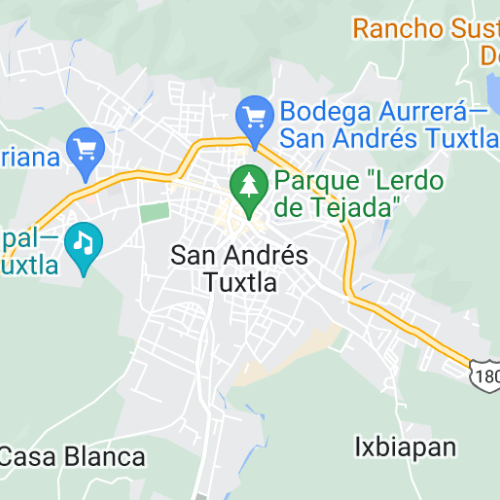 Rancho Sust
De
Bodega Aurrerá—
San Andrés Tuxtla
riana
Parque "Lerdo
de Tejada"
pal—
uxtla
San Andrés
Tuxtla
180
Ixbiapan
Casa Blanca